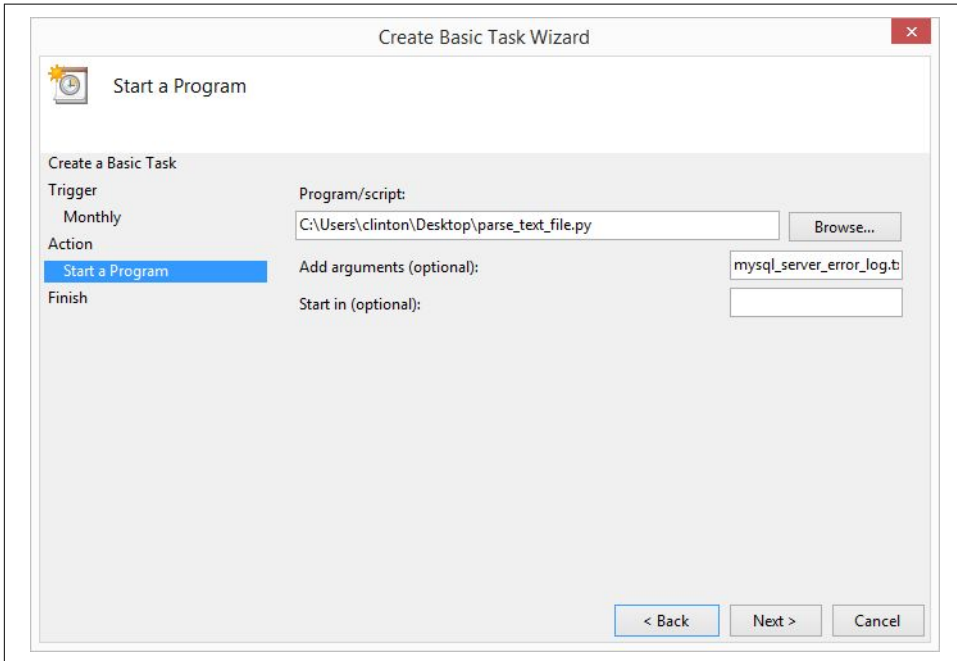 Create Basic Task Wizard
Start a Program
Create a Basic Task
Trigger
Monthly
Action
Start a Program
Finish
Program/script:
C:\Users\clinton\Desktop\parse_text_file.py
Browse...
Add arguments (optional):
mysql_server_error_log.t
Start in (optional):
< Back
Next >
Cancel